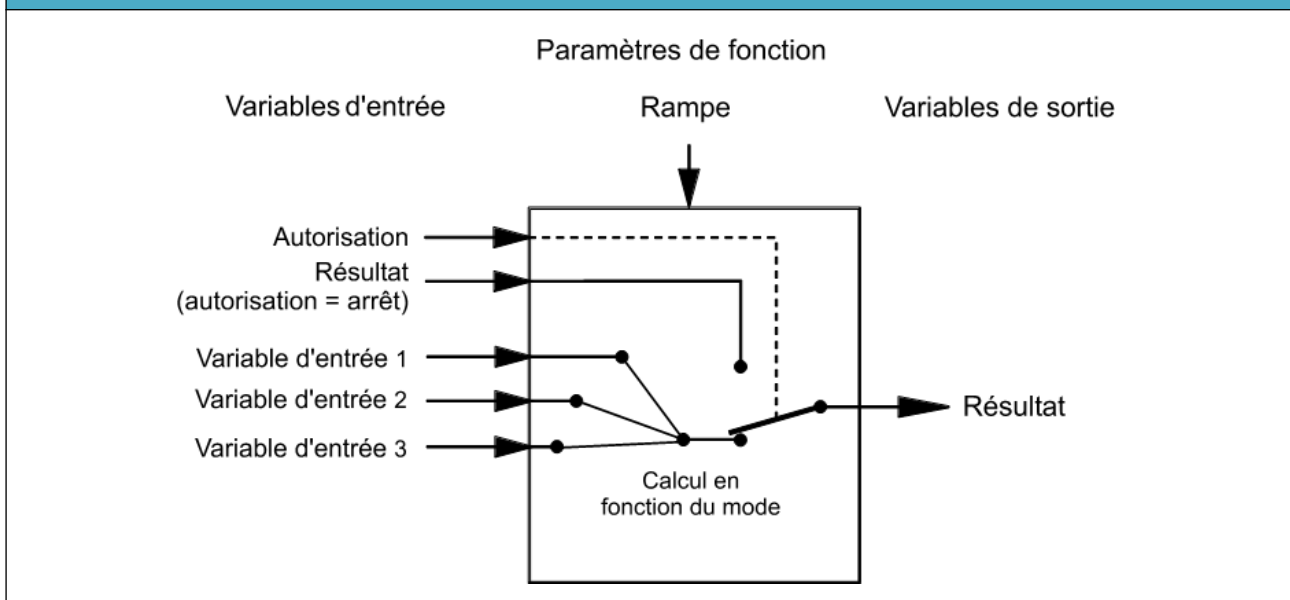 Paramètres de fonction
Variables d'entrée
Rampe
Variables de sortie
Autorisation
Résultat
(autorisation = arrêt)
Variable d'entrée 1
Variable d'entrée 2
Variable d'entrée 3
Résultat
Calcul en
fonction du mode